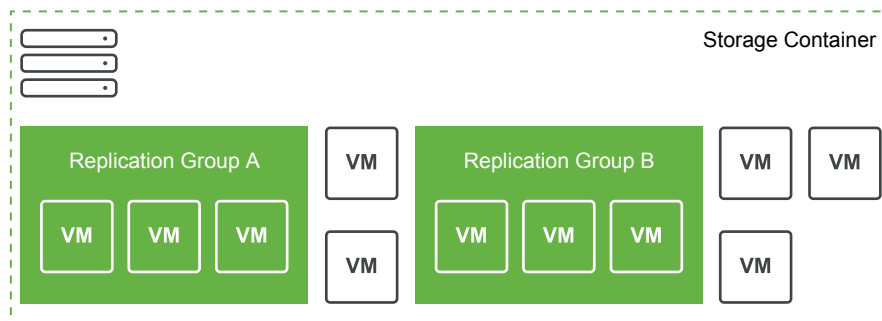 Storage Container
Replication Group A
VM
VM
VM
VM
VM
Replication Group B
VM
VM
VM
VM
VM
VM